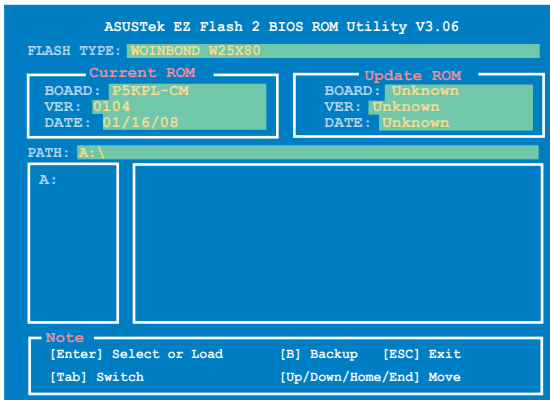 ASUSTek EZ Flash 2 BIOS ROM Utility V3.06
FLASH TYPE: WOINBOND W25X80
Current ROM
BOARD: P5KPL-CM
VER: 0104
DATE: 01/16/08
Update ROM
BOARD: Unknown
VER: Unknown
DATE: Unknown
PATH: A:\
A:
Note
[Enter] Select or Load [B] Backup [ESC] Exit
[Tab] Switch [Up/Down/Home/End] Move